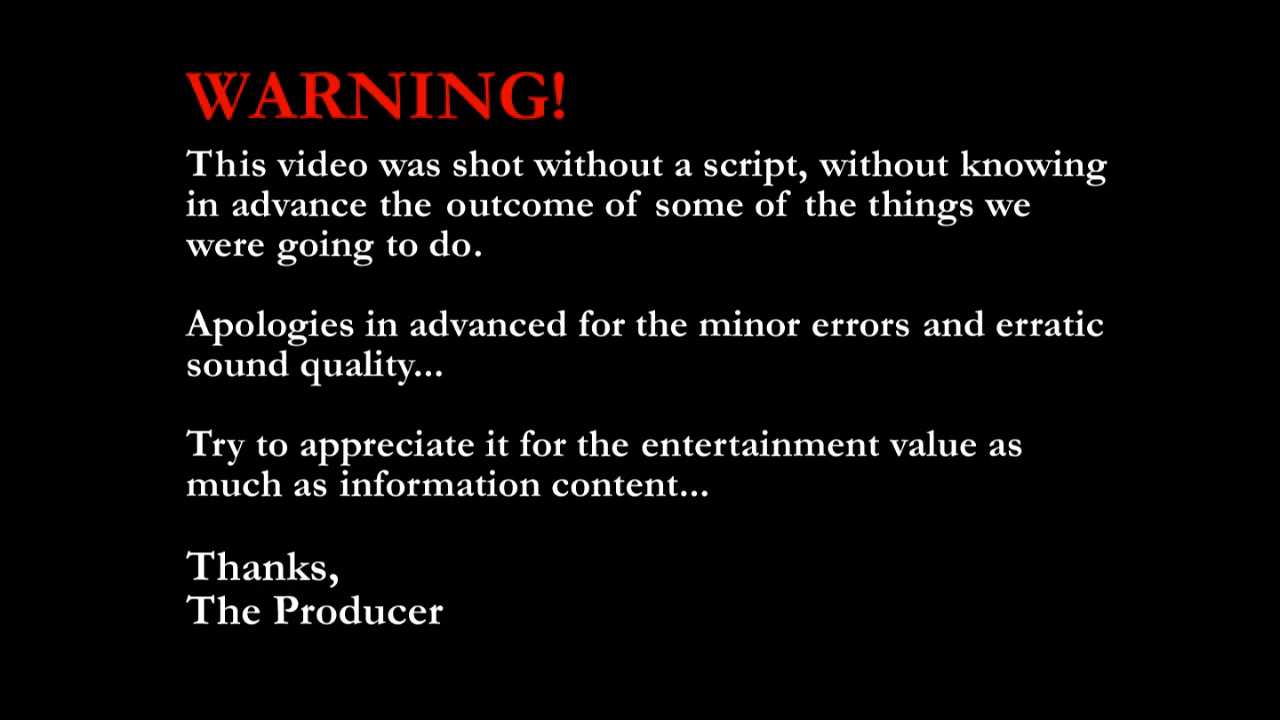 WARNING!
This video was shot without a script, without knowing
in advance the outcome of some of the things we
were going to do.
Apologies in advanced for the minor errors and erratic
sound quality...
Try to appreciate it for the entertainment value as
much as information content...
Thanks,
The Producer